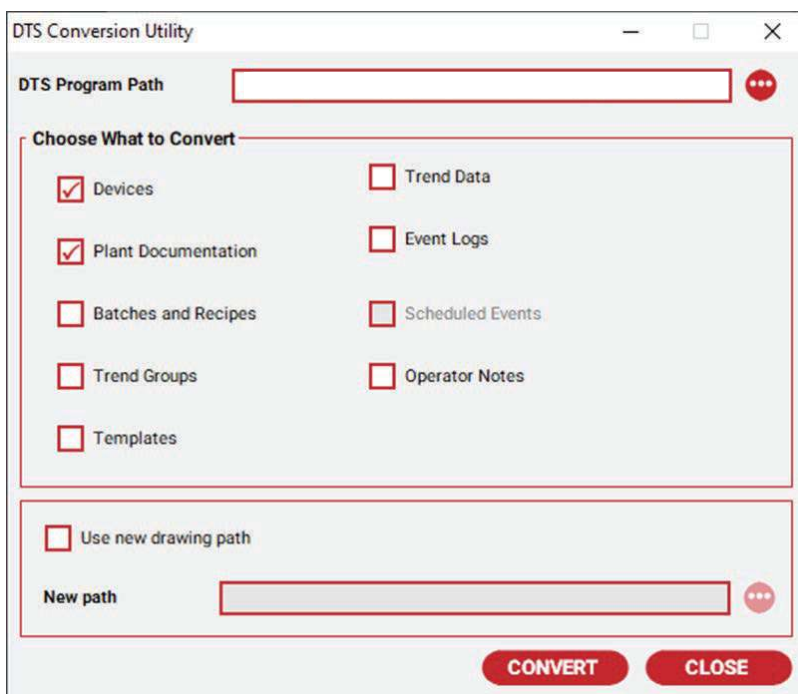 DTS Conversion Utility
DTS Program Path
Choose What to Convert
Devices
Trend Data
Plant Documentation
Event Logs
Batches and Recipes
Scheduled Events
Trend Groups
Operator Notes
Templates
Use new drawing path
New path
CONVERT
CLOSE